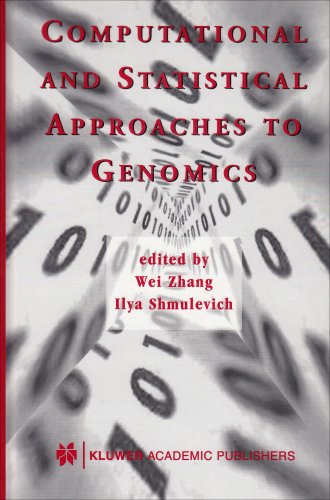 COMPUTATIONAL
AND STATISTICAL
APPROACHES TO
GENOMICS
edited by
Wei Zhang
Ilya Shmulevich
KLUWER ACADEMIC PUBLISHERS